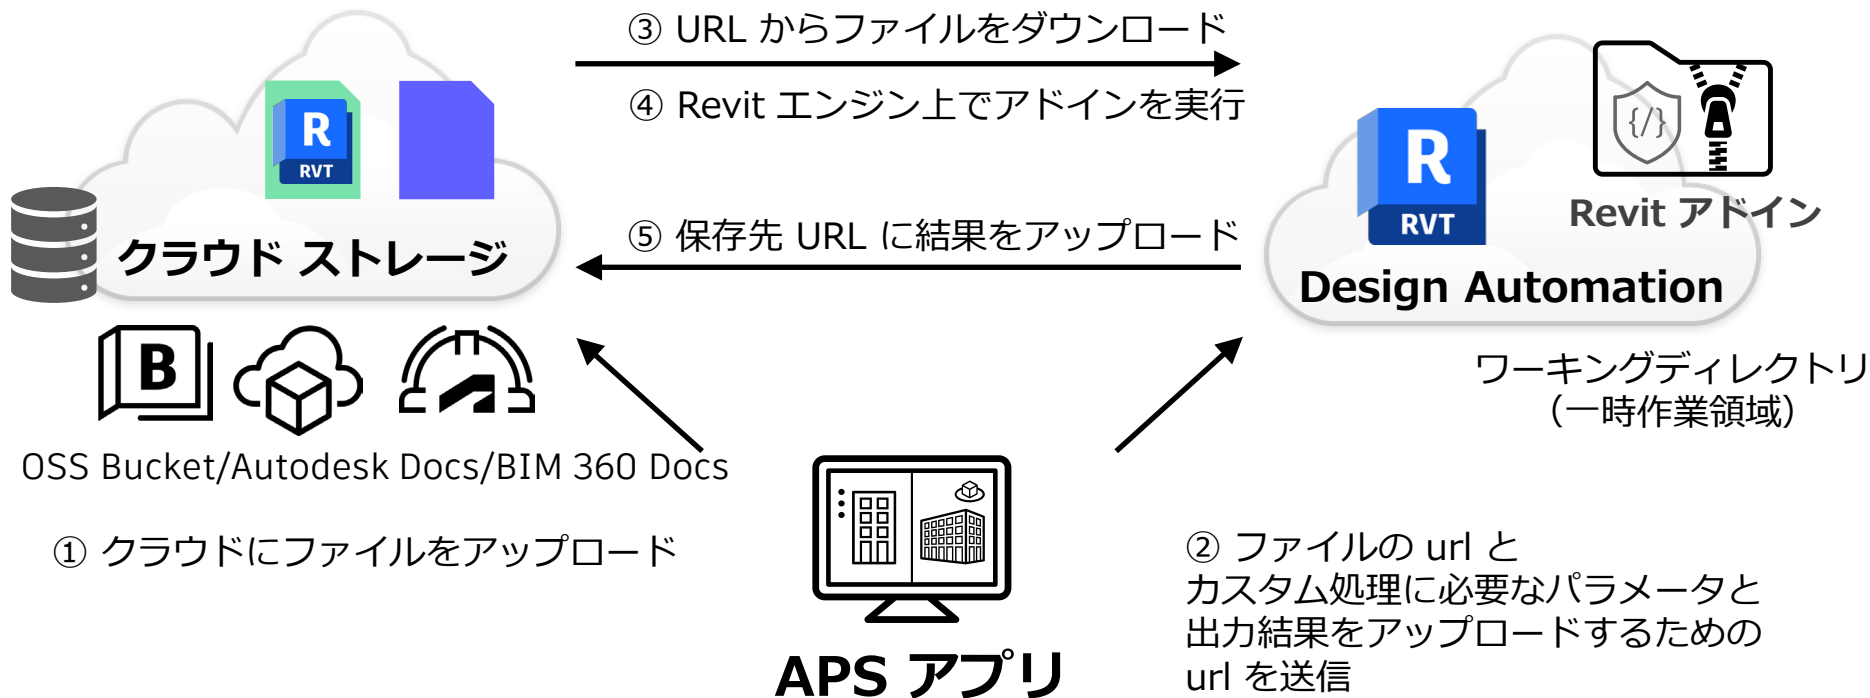 ③ URL からファイルをダウンロード
④ Revit エンジン上でアドインを実行
R
RVT
クラウド ストレージ
⑤ 保存先 URL に結果をアップロード
{/}
R
RVT
Revit アドイン
Design Automation
ワーキングディレクトリ
（一時作業領域）
B
OSS Bucket/Autodesk Docs/BIM 360 Docs
① クラウドにファイルをアップロード
APS アプリ
② ファイルの url と
カスタム処理に必要なパラメータと
出力結果をアップロードするための
url を送信